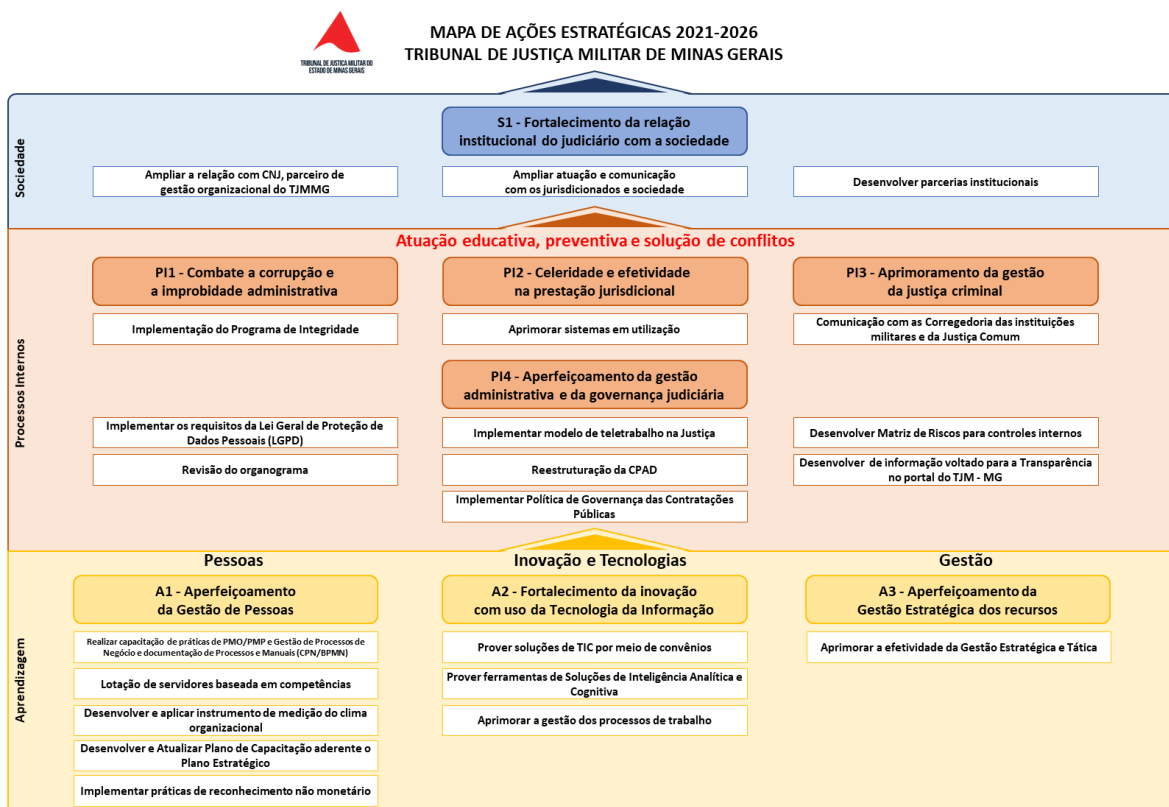 MAPA DE AÇÕES ESTRATÉGICAS 2021-2026
TRIBUNAL DE JUSTIÇA MILITAR DE MINAS GERAIS
TRIBUNAL DE JUSTIÇA MILITAR DO
ESTADO DE MINAS GERAIS
Sociedade
S1 - Fortalecimento da relação
institucional do judiciário com a sociedade
Ampliar a relação com CNJ, parceiro de
gestão organizacional do TJMMG
Ampliar atuação e comunicação
com os jurisdicionados e sociedade
Desenvolver parcerias institucionais
Processos Internos
Atuação educativa, preventiva e solução de conflitos
PI1 - Combate a corrupção e
a improbidade administrativa
PI2 - Celeridade e efetividade
na prestação jurisdicional
PI3 - Aprimoramento da gestão
da justiça criminal
Implementação do Programa de Integridade
Aprimorar sistemas em utilização
Comunicação com as Corregedoria das instituições
militares e da Justiça Comum
PI4 - Aperfeiçoamento da gestão
administrativa e da governança judiciária
Implementar os requisitos da Lei Geral de Proteção de
Dados Pessoais (LGPD)
Implementar modelo de teletrabalho na Justiça
Desenvolver Matriz de Riscos para controles internos
Revisão do organograma
Reestruturação da CPAD
Desenvolver de informação voltado para a Transparência
no portal do TJM - MG
Implementar Política de Governança das Contratações
Públicas
Aprendizagem
Pessoas
Inovação e Tecnologias
Gestão
A1 - Aperfeiçoamento
da Gestão de Pessoas
A2 - Fortalecimento da inovação
com uso da Tecnologia da Informação
A3 - Aperfeiçoamento da
Gestão Estratégica dos recursos
Realizar capacitação de práticas de PMO/PMP e Gestão de Processos de
Negócio e documentação de Processos e Manuais (CPN/BPMN)
Prover soluções de TIC por meio de convênios
Aprimorar a efetividade da Gestão Estratégica e Tática
Lotação de servidores baseada em competências
Prover ferramentas de Soluções de Inteligência Analítica e
Cognitiva
Desenvolver e aplicar instrumento de medição do clima
organizacional
Aprimorar a gestão dos processos de trabalho
Desenvolver e Atualizar Plano de Capacitação aderente o
Plano Estratégico
Implementar práticas de reconhecimento não monetário